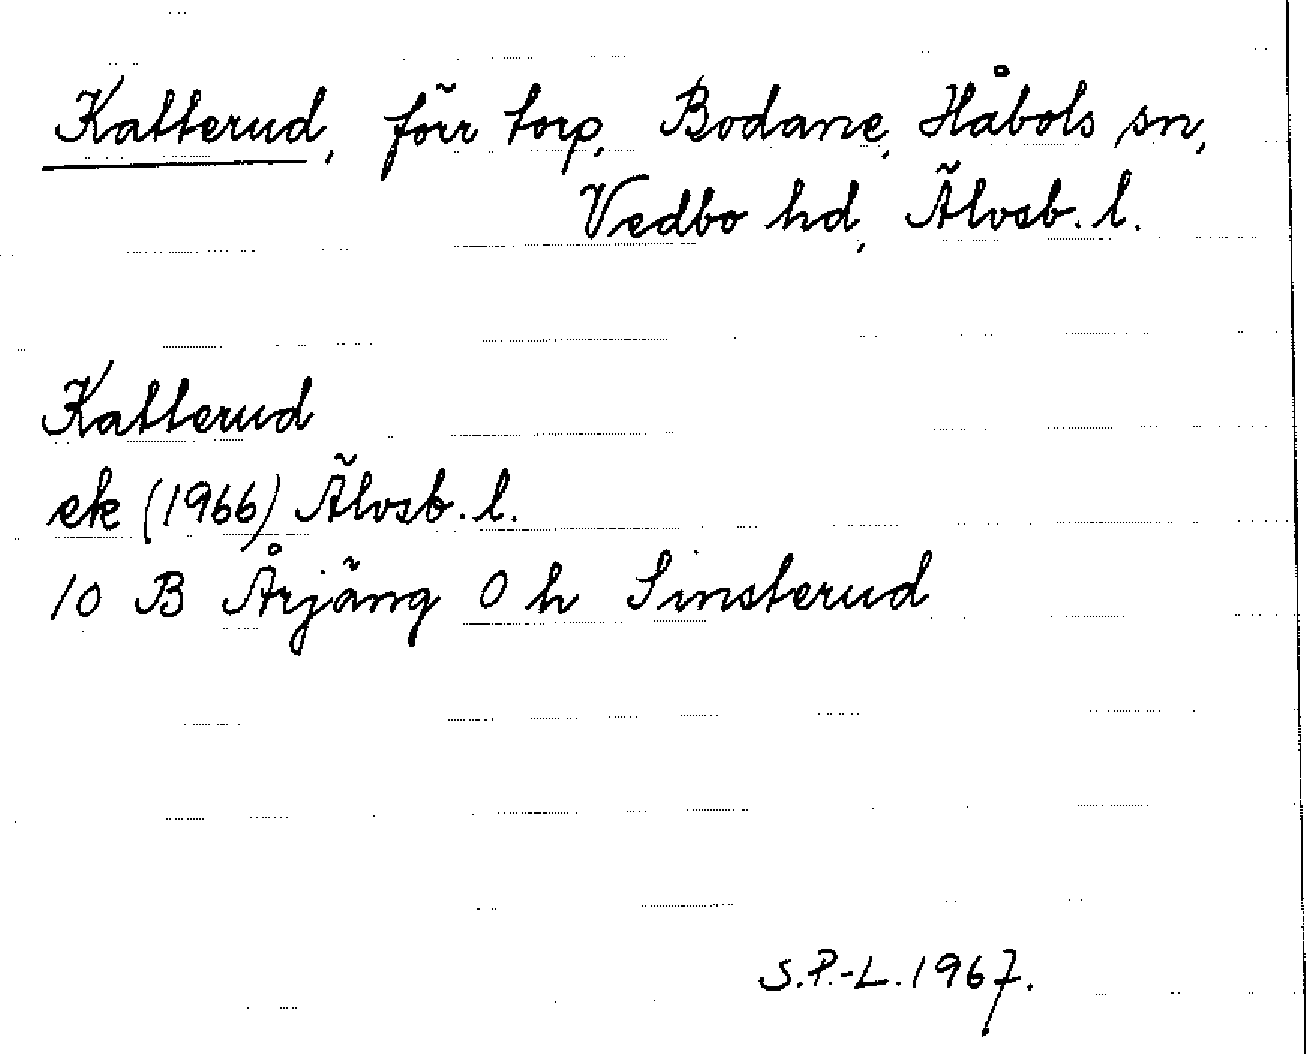 Katterud, förr torp, Bodane, Håbols sn,
Vedbo hd, Älvsb. l.
Katterud
ek (1966) Älvsb. l.
10 B Årjäng 0 h Sinsterud
S.P.-L. 1967.